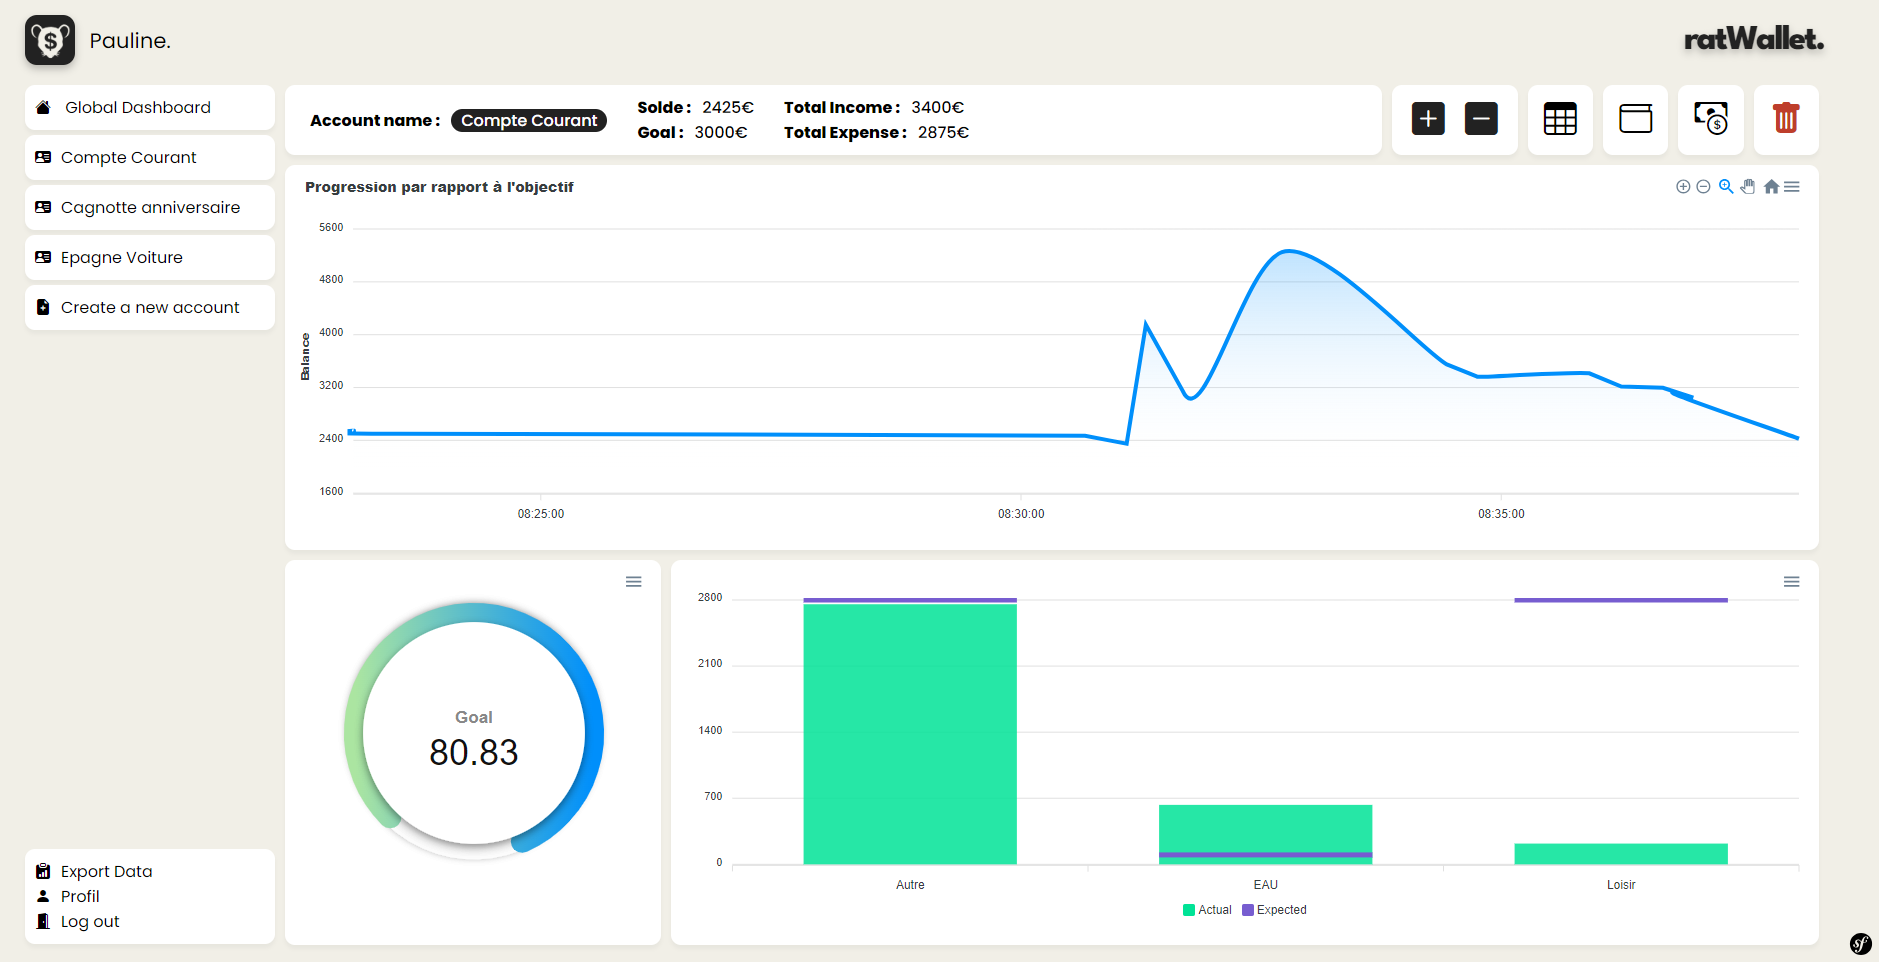 Pauline.
ratWallet.
Global Dashboard
Compte Courant
Cagnotte anniversaire
Epagne Voiture
Create a new account
Export Data
Profil
Log out
Account name : Compte Courant
Solde : 2425€
Goal : 3000€
Total Income : 3400€
Total Expense : 2875€
Progression par rapport à l'objectif
Balance
5600
4800
4000
3200
2400
1600
08:25:00 08:30:00 08:35:00
Goal
80.83
2800
2100
1400
700
0
Autre EAU Loisir
Actual Expected
sf